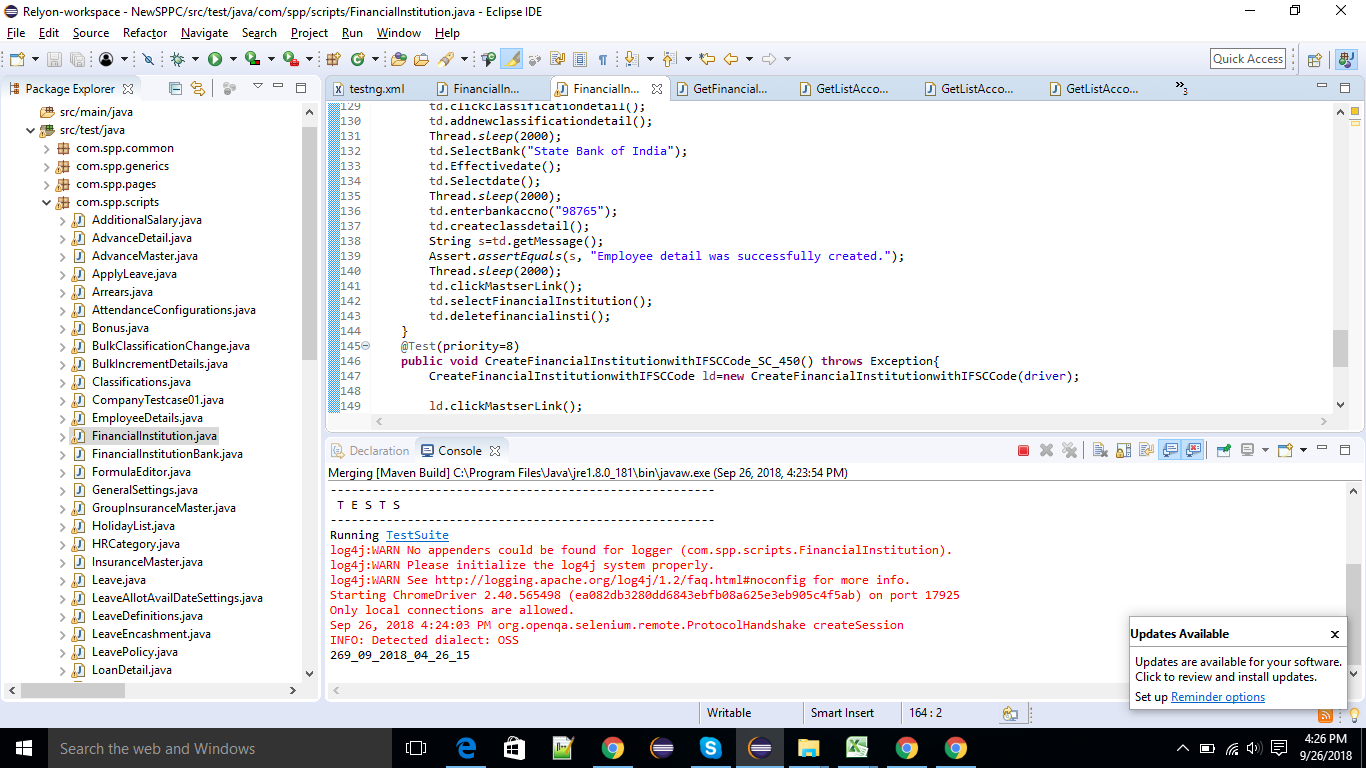 Relyon-workspace - NewSPPC/src/test/java/com/spp/scripts/FinancialInstitution.java - Eclipse IDE
File Edit Source Refactor Navigate Search Project Run Window Help
Quick Access
Package Explorer
src/main/java
src/test/java
com.spp.common
com.spp.generics
com.spp.pages
com.spp.scripts
AdditionalSalary.java
AdvanceDetail.java
AdvanceMaster.java
ApplyLeave.java
Arrears.java
AttendanceConfigurations.java
Bonus.java
BulkClassificationChange.java
BulkIncrementDetails.java
Classifications.java
CompanyTestcase01.java
EmployeeDetails.java
FinancialInstitution.java
FinancialInstitutionBank.java
FormulaEditor.java
GeneralSettings.java
GroupInsuranceMaster.java
HolidayList.java
HRCategory.java
InsuranceMaster.java
Leave.java
LeaveAllotAvailDateSettings.java
LeaveDefinitions.java
LeaveEncashment.java
LeavePolicy.java
LoanDetail.java
testng.xml FinancialIn... FinancialIn... GetFinancial... GetListAcco... GetListAcco... GetListAcco... »3
129 td.clickclassificationdetail();
130 td.addnewclassificationdetail();
131 Thread.sleep(2000);
132 td.SelectBank("State Bank of India");
133 td.Effectivedate();
134 td.Selectdate();
135 Thread.sleep(2000);
136 td.enterbankaccno("98765");
137 td.createclassdetail();
138 String s=td.getMessage();
139 Assert.assertEquals(s, "Employee detail was successfully created.");
140 Thread.sleep(2000);
141 td.clickMastserLink();
142 td.selectFinancialInstitution();
143 td.deletefinancialinsti();
144 }
145 @Test(priority=8)
146 public void CreateFinancialInstitutionwithIFSCCode_SC_450() throws Exception{
147 CreateFinancialInstitutionwithIFSCCode ld=new CreateFinancialInstitutionwithIFSCCode(driver);
148
149 ld.clickMastserLink();
Declaration Console
Merging [Maven Build] C:\Program Files\Java\jre1.8.0_181\bin\javaw.exe (Sep 26, 2018, 4:23:54 PM)
-------------------------------------------------------
T E S T S
-------------------------------------------------------
Running TestSuite
log4j:WARN No appenders could be found for logger (com.spp.scripts.FinancialInstitution).
log4j:WARN Please initialize the log4j system properly.
log4j:WARN See http://logging.apache.org/log4j/1.2/faq.html#noconfig for more info.
Starting ChromeDriver 2.40.565498 (ea082db3280dd6843ebfb08a625e3eb905c4f5ab) on port 17925
Only local connections are allowed.
Sep 26, 2018 4:24:03 PM org.openqa.selenium.remote.ProtocolHandshake createSession
INFO: Detected dialect: OSS
269_09_2018_04_26_15
Updates Available
Updates are available for your software.
Click to review and install updates.
Set up Reminder options
Writable Smart Insert 164 : 2
Search the web and Windows
4:26 PM
9/26/2018